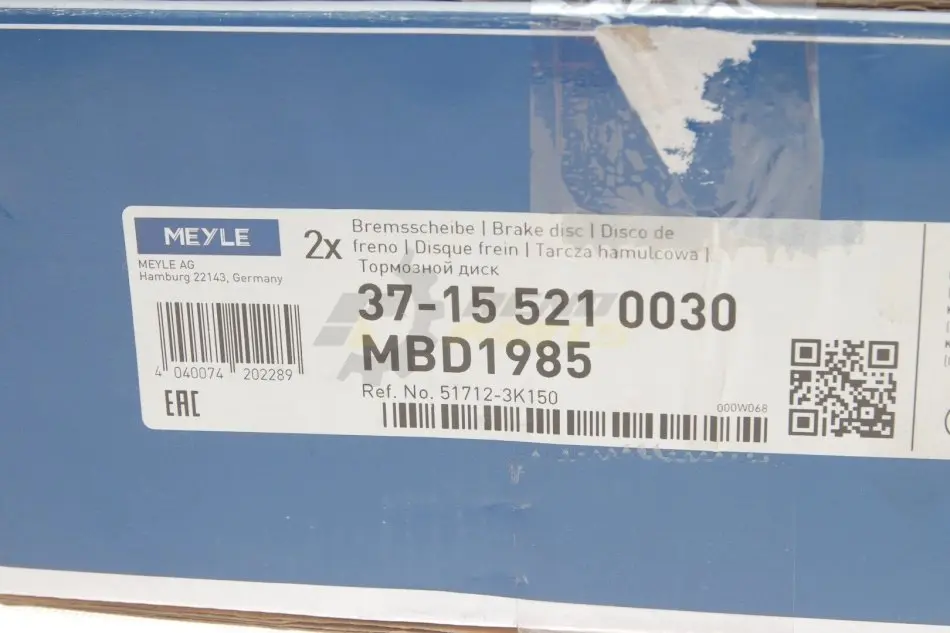 MEYLE
MEYLE AG
Hamburg 22143, Germany
2x
Bremsscheibe | Brake disc | Disco de
freno | Disque frein | Tarcza hamulcowa |
Тормозной диск
37-15 521 0030
MBD1985
Ref. No. 51712-3K150
000W068
4 040074 202289
EAC